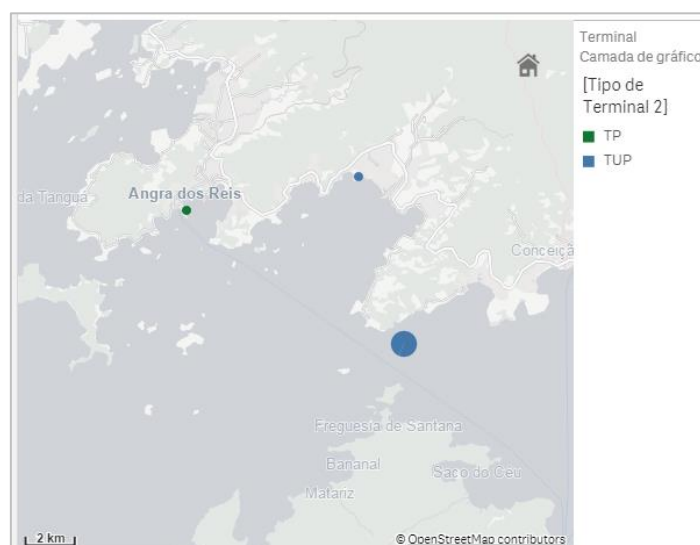 Terminal
Camada de gráfico
[Tipo de
Terminal 2]
TP
TUP
da Tanguá
Angra dos Reis
Conceiçã
Freguesia de Santana
Bananal
Saco do Céu
Matariz
2 km
© OpenStreetMap contributors